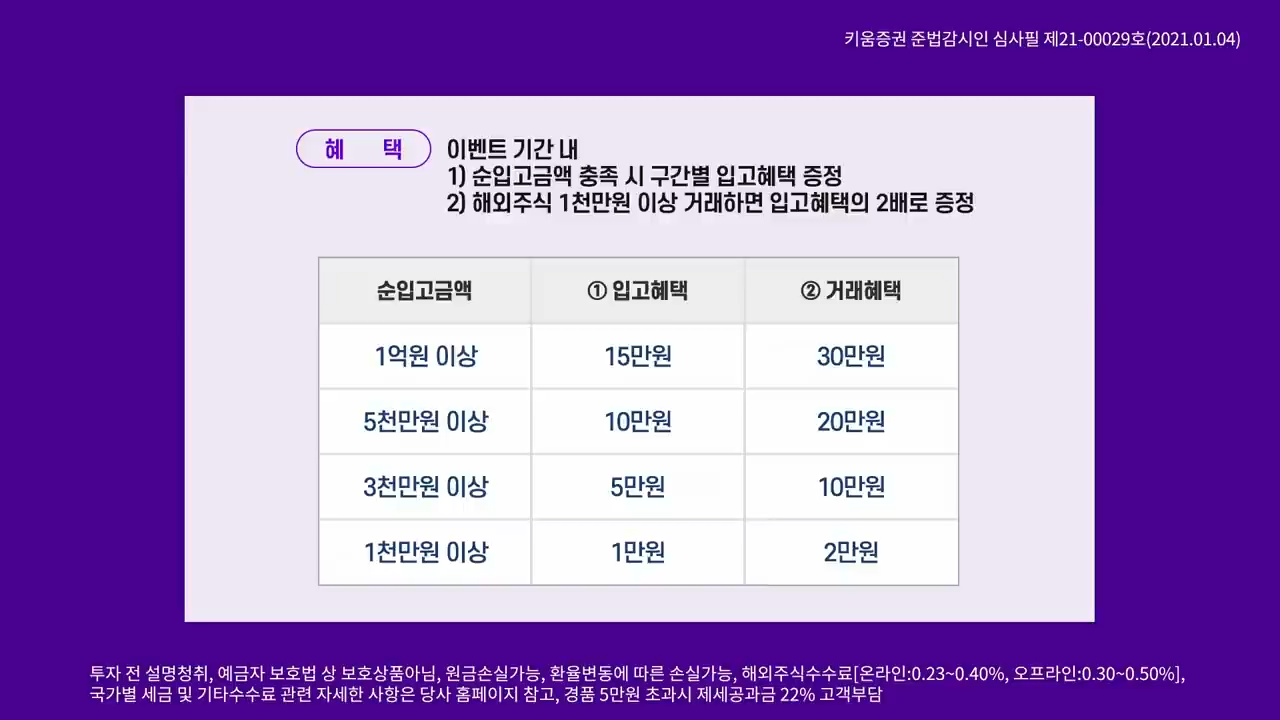 키움증권 준법감시인 심사필 제21-00029호(2021.01.04)
혜 택
이벤트 기간 내
1) 순입고금액 충족 시 구간별 입고혜택 증정
2) 해외주식 1천만원 이상 거래하면 입고혜택의 2배로 증정
순입고금액 ① 입고혜택 ② 거래혜택
1억원 이상 15만원 30만원
5천만원 이상 10만원 20만원
3천만원 이상 5만원 10만원
1천만원 이상 1만원 2만원
투자 전 설명청취, 예금자 보호법 상 보호상품아님, 원금손실가능, 환율변동에 따른 손실가능, 해외주식수수료[온라인:0.23~0.40%, 오프라인:0.30~0.50%],
국가별 세금 및 기타수수료 관련 자세한 사항은 당사 홈페이지 참고, 경품 5만원 초과시 제세공과금 22% 고객부담